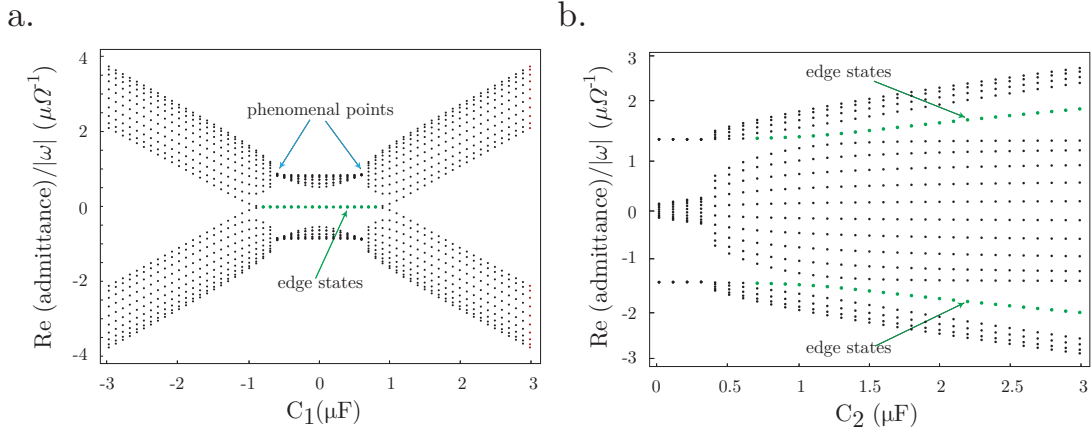 a.
Re (admittance)/|ω| (μΩ⁻¹)
4
2
0
-2
-4
phenomenal points
edge states
-3
-2
-1
0
1
2
3
C₁(μF)
b.
Re (admittance)/|ω| (μΩ⁻¹)
3
2
1
0
-1
-2
-3
edge states
edge states
0
0.5
1
1.5
2
2.5
3
C₂ (μF)